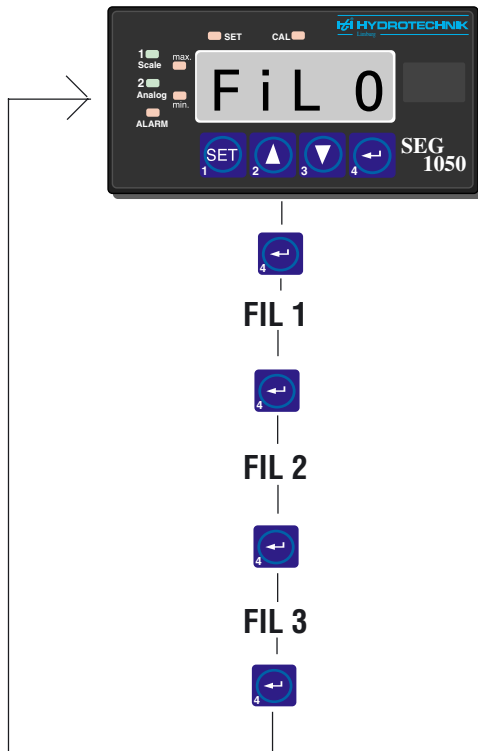 SET CAL HYDROTECHNIK
Limburg
1 max.
Scale
2
Analog min.
ALARM
FiL 0
SET
1 2 3 4
SEG
1050
4
FIL 1
4
FIL 2
4
FIL 3
4